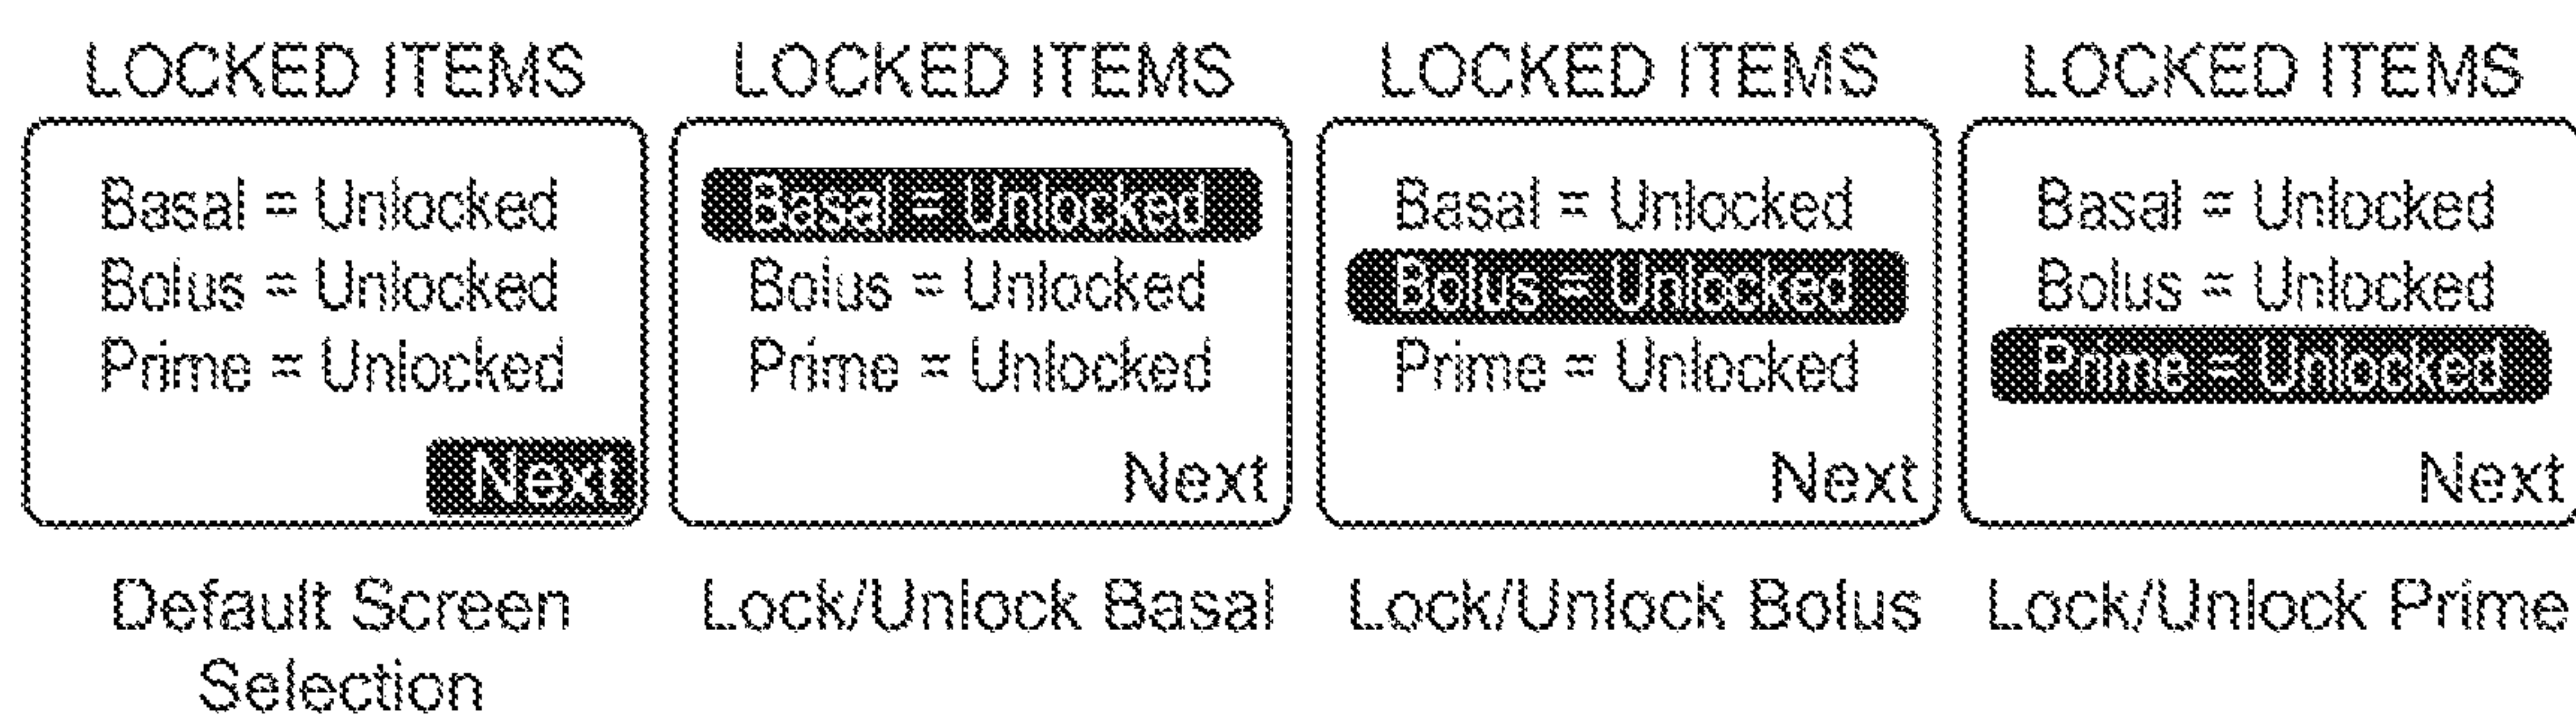 LOCKED ITEMS
Basal = Unlocked
Bolus = Unlocked
Prime = Unlocked
Next
Default Screen
Selection
LOCKED ITEMS
Basal = Unlocked
Bolus = Unlocked
Prime = Unlocked
Next
Lock/Unlock Basal
LOCKED ITEMS
Basal = Unlocked
Bolus = Unlocked
Prime = Unlocked
Next
Lock/Unlock Bolus
LOCKED ITEMS
Basal = Unlocked
Bolus = Unlocked
Prime = Unlocked
Next
Lock/Unlock Prime